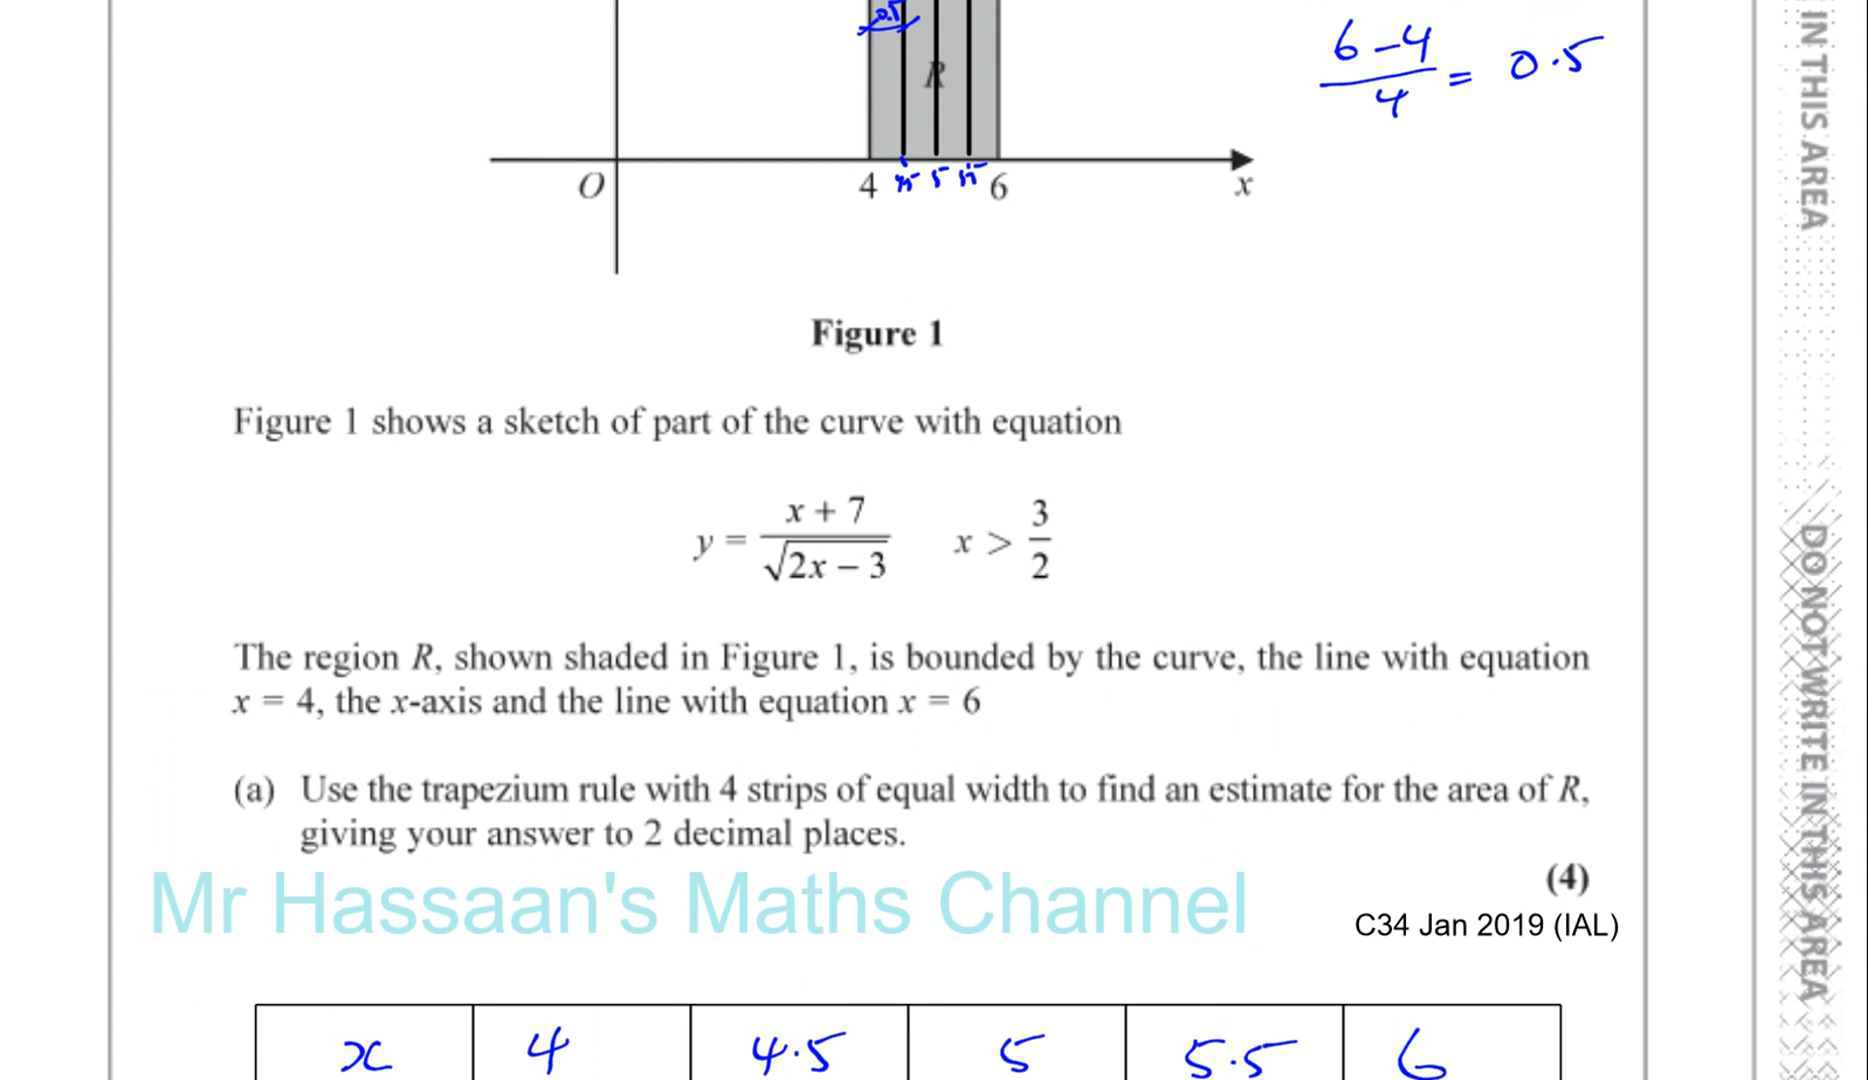 0.5
R
6-4/4 = 0.5
O 4 5 6 x
Figure 1
Figure 1 shows a sketch of part of the curve with equation
y = x + 7/√2x − 3 x > 3/2
The region R, shown shaded in Figure 1, is bounded by the curve, the line with equation
x = 4, the x-axis and the line with equation x = 6
(a) Use the trapezium rule with 4 strips of equal width to find an estimate for the area of R,
giving your answer to 2 decimal places.
(4)
Mr Hassaan's Maths Channel
C34 Jan 2019 (IAL)
x 4 4.5 5 5.5 6
IN THIS AREA
DO NOT WRITE IN THIS AREA